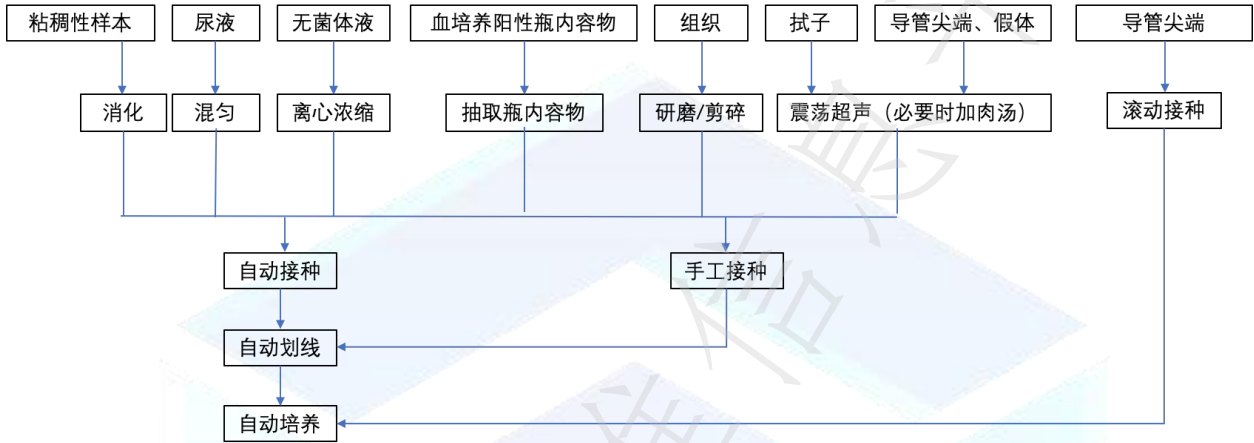 粘稠性样本
尿液
无菌体液
血培养阳性瓶内容物
组织
拭子
导管尖端、假体
导管尖端
消化
混匀
离心浓缩
抽取瓶内容物
研磨/剪碎
震荡超声（必要时加肉汤）
滚动接种
自动接种
手工接种
自动划线
自动培养